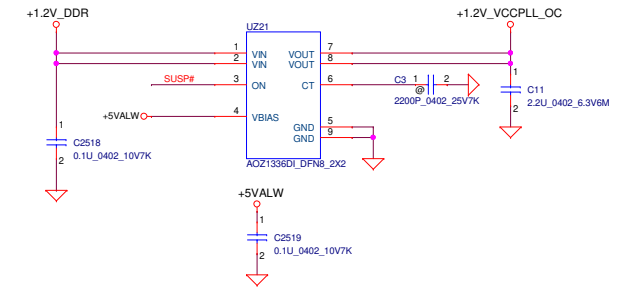 +1.2V_DDR
+1.2V_VCCPLL_OC
UZ21
1 VIN VOUT 7
2 VIN VOUT 8
SUSP# 3 ON CT 6 C3 1 2
@
2200P_0402_25V7K
1
C11
2.2U_0402_6.3V6M
2
+5VALW 4 VBIAS
GND 5
GND 9
1
C2518
0.1U_0402_10V7K
2
AOZ1336DI_DFN8_2X2
+5VALW
1
C2519
0.1U_0402_10V7K
2